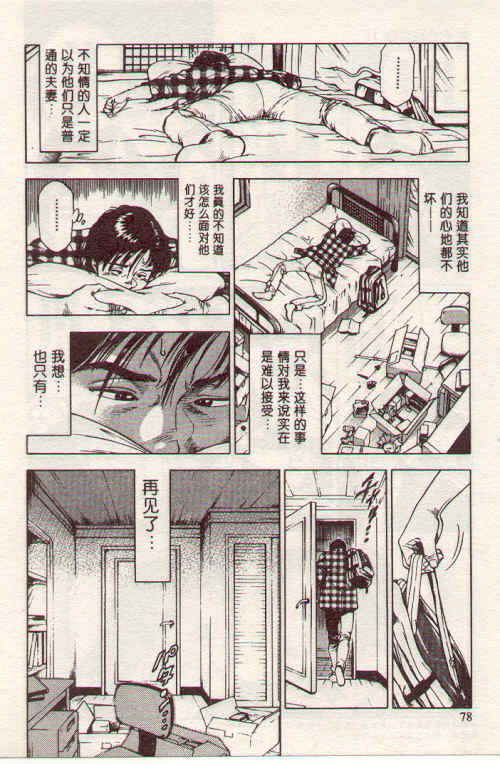 不知情的人一定
以为他们只是普
通的夫妻…
………
我知道其实他
们的心地都不
坏——
只是…这样的事
情对我来说实在
是难以接受…
我真的不知道
该怎么面对他
们才好……
………
我想…
也只有…
再见了…
バタ…
78